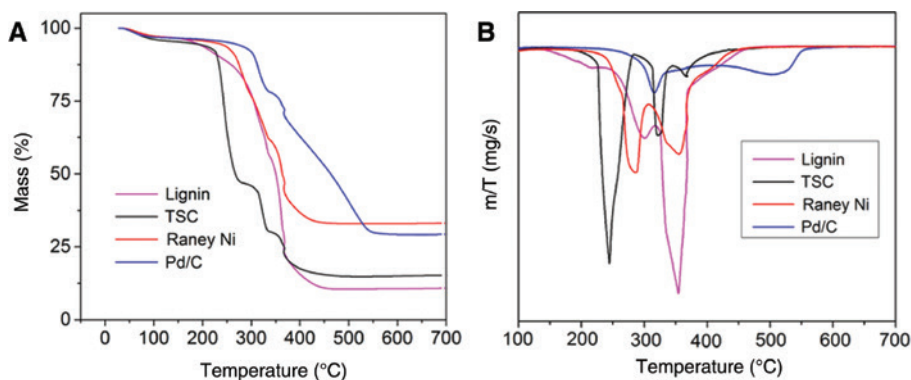 A
Mass (%)
100
75
50
25
0
Lignin
TSC
Raney Ni
Pd/C
0 100 200 300 400 500 600 700
Temperature (°C)
B
m/T (mg/s)
Lignin
TSC
Raney Ni
Pd/C
100 200 300 400 500 600 700
Temperature (°C)